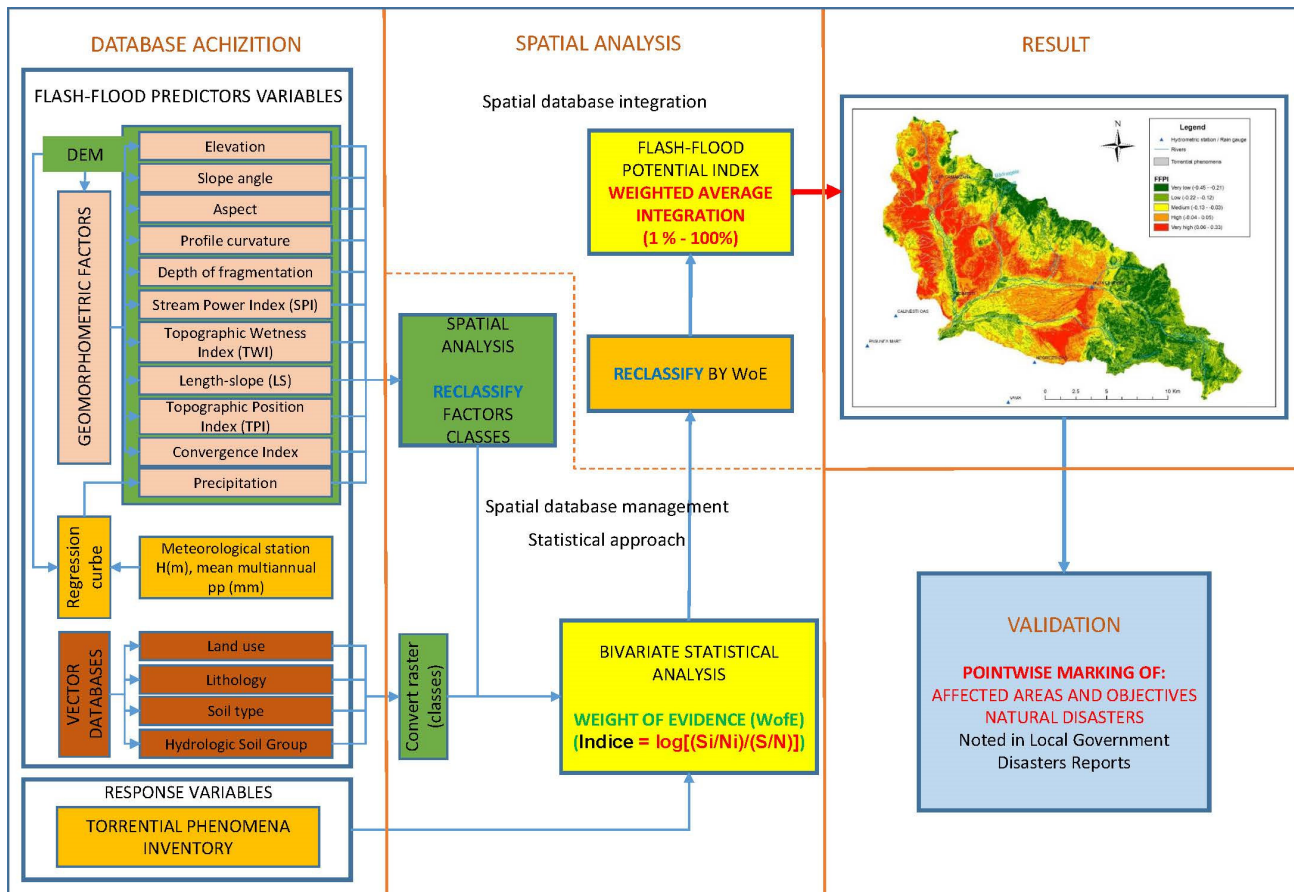 DATABASE ACHIZITION
FLASH-FLOOD PREDICTORS VARIABLES
DEM
GEOMORPHOMETRIC FACTORS
Elevation
Slope angle
Aspect
Profile curvature
Depth of fragmentation
Stream Power Index (SPI)
Topographic Wetness
Index (TWI)
Length-slope (LS)
Topographic Position
Index (TPI)
Convergence Index
Precipitation
Regression
curbe
Meteorological station
H(m), mean multiannual
pp (mm)
VECTOR
DATABASES
Land use
Lithology
Soil type
Hydrologic Soil Group
RESPONSE VARIABLES
TORRENTIAL PHENOMENA
INVENTORY
SPATIAL ANALYSIS
Spatial database integration
FLASH-FLOOD
POTENTIAL INDEX
WEIGHTED AVERAGE
INTEGRATION
(1 % - 100%)
SPATIAL
ANALYSIS
RECLASSIFY
FACTORS
CLASSES
RECLASSIFY BY WoE
Spatial database management
Statistical approach
Convert raster
(classes)
BIVARIATE STATISTICAL
ANALYSIS
WEIGHT OF EVIDENCE (WofE)
(Indice = log[(Si/Ni)/(S/N)])
RESULT
N
Legend
Hydrometric station / Rain gauge
Rivers
Torrential phenomena
FFPI
Very low (-0.45 - -0.21)
Low (-0.22 - -0.12)
Medium (-0.13 - -0.03)
High (-0.04 - 0.05)
Very high (0.06 - 0.33)
VAMA
0 2.5 5 10 Km
VALIDATION
POINTWISE MARKING OF:
AFFECTED AREAS AND OBJECTIVES
NATURAL DISASTERS
Noted in Local Government
Disasters Reports